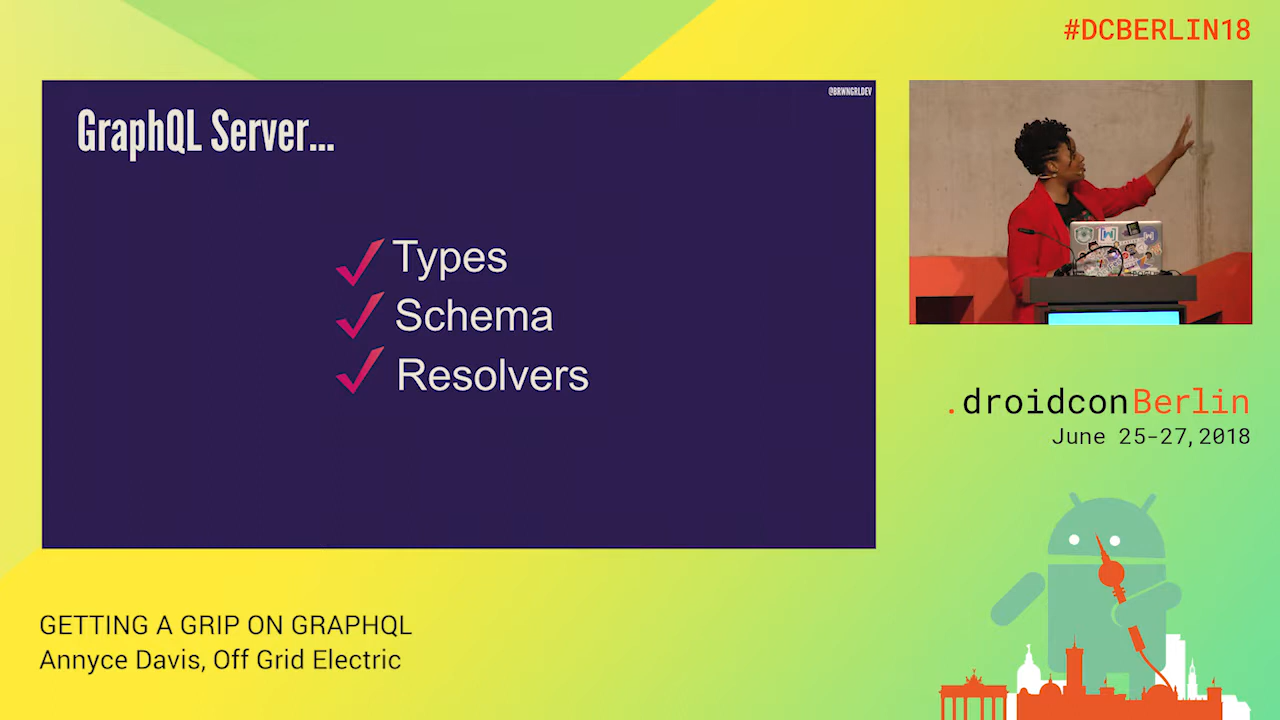 #DCBERLIN18
@BRWNGRLDEV
GraphQL Server...
Types
Schema
Resolvers
.droidconBerlin
June 25-27,2018
GETTING A GRIP ON GRAPHQL
Annyce Davis, Off Grid Electric